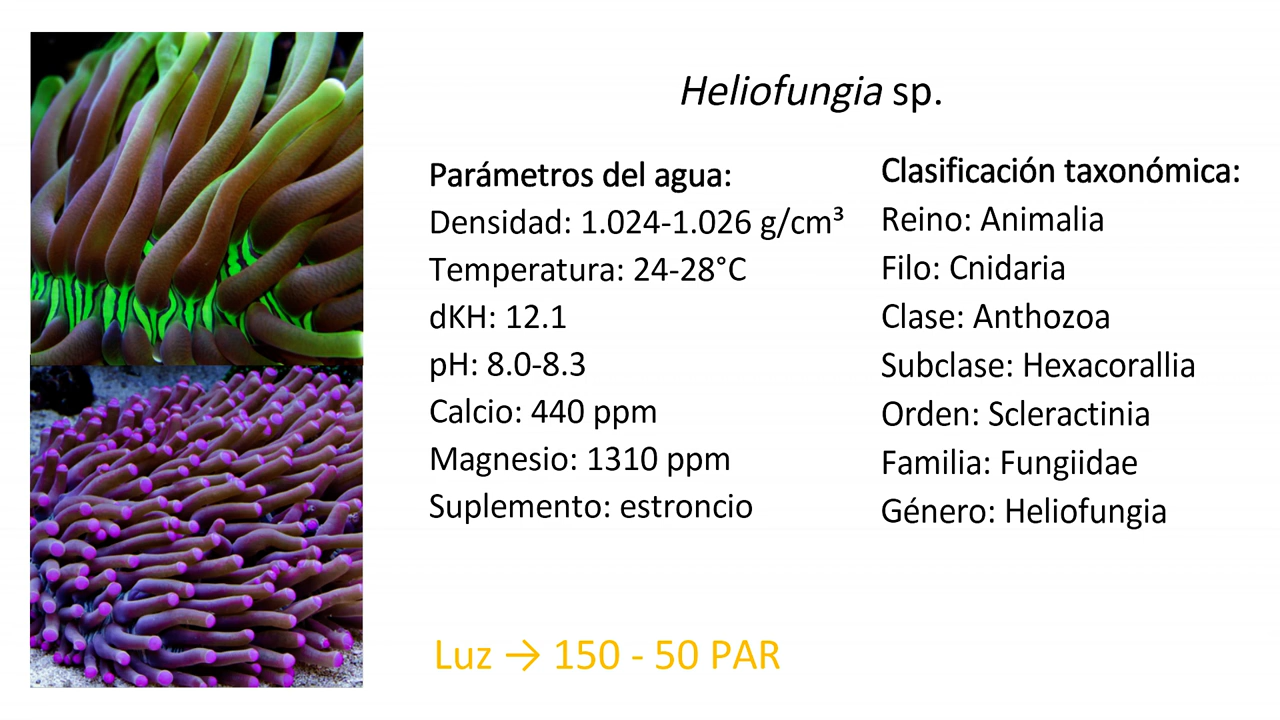 Heliofungia sp.
Parámetros del agua:
Densidad: 1.024-1.026 g/cm³
Temperatura: 24-28°C
dKH: 12.1
pH: 8.0-8.3
Calcio: 440 ppm
Magnesio: 1310 ppm
Suplemento: estroncio
Clasificación taxonómica:
Reino: Animalia
Filo: Cnidaria
Clase: Anthozoa
Subclase: Hexacorallia
Orden: Scleractinia
Familia: Fungiidae
Género: Heliofungia
Luz → 150 - 50 PAR